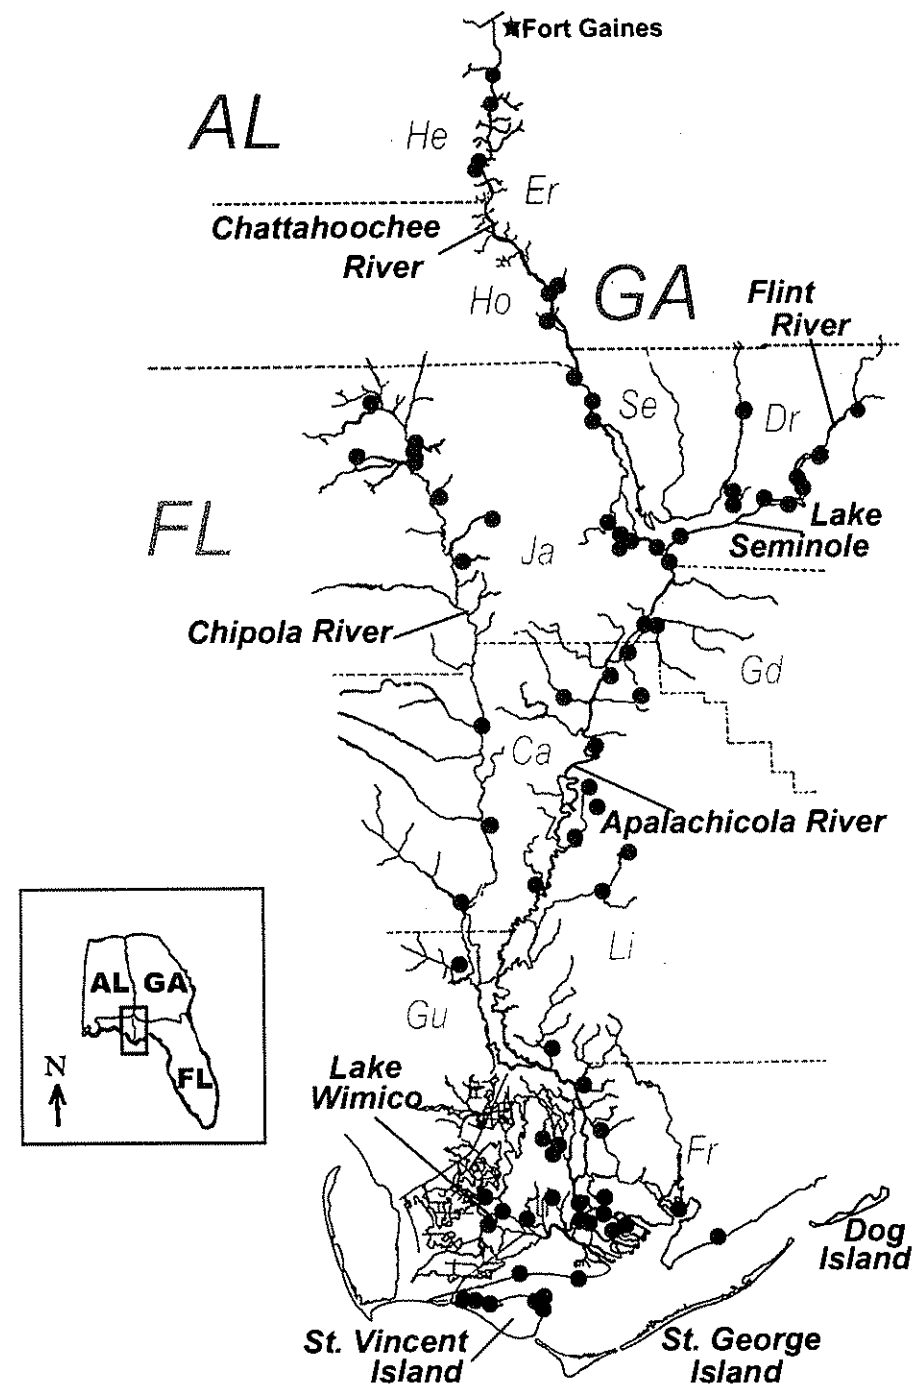 Fort Gaines
AL
He
Er
Chattahoochee
River
Ho
GA
Flint
River
Se
Dr
FL
Lake
Seminole
Ja
Chipola River
Gd
Ca
Apalachicola River
Li
AL GA
FL
N
Gu
Lake
Wimico
Fr
Dog
Island
St. Vincent
Island
St. George
Island